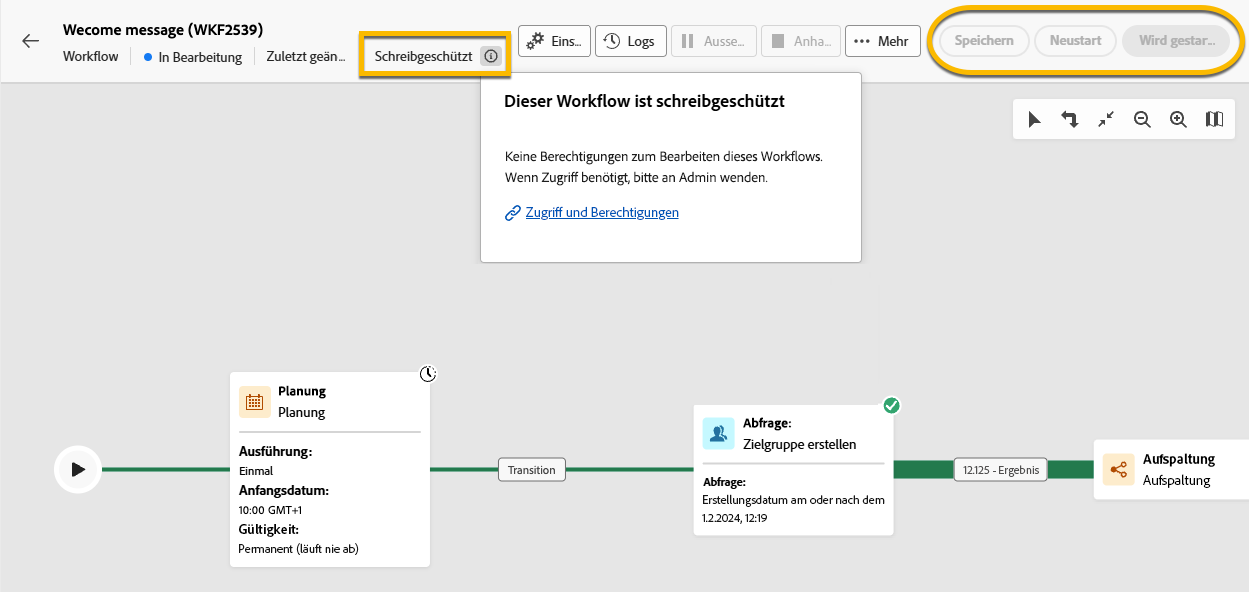 Wecome message (WKF2539)
Workflow
In Bearbeitung
Zuletzt geän...
Schreibgeschützt
Eins...
Logs
Ausse...
Anha...
Mehr
Speichern
Neustart
Wird gestar...
Dieser Workflow ist schreibgeschützt
Keine Berechtigungen zum Bearbeiten dieses Workflows.
Wenn Zugriff benötigt, bitte an Admin wenden.
Zugriff und Berechtigungen
Planung
Planung
Ausführung:
Einmal
Anfangsdatum:
10:00 GMT+1
Gültigkeit:
Permanent (läuft nie ab)
Transition
Abfrage:
Zielgruppe erstellen
Abfrage:
Erstellungsdatum am oder nach dem
1.2.2024, 12:19
12.125 - Ergebnis
Aufspaltung
Aufspaltung